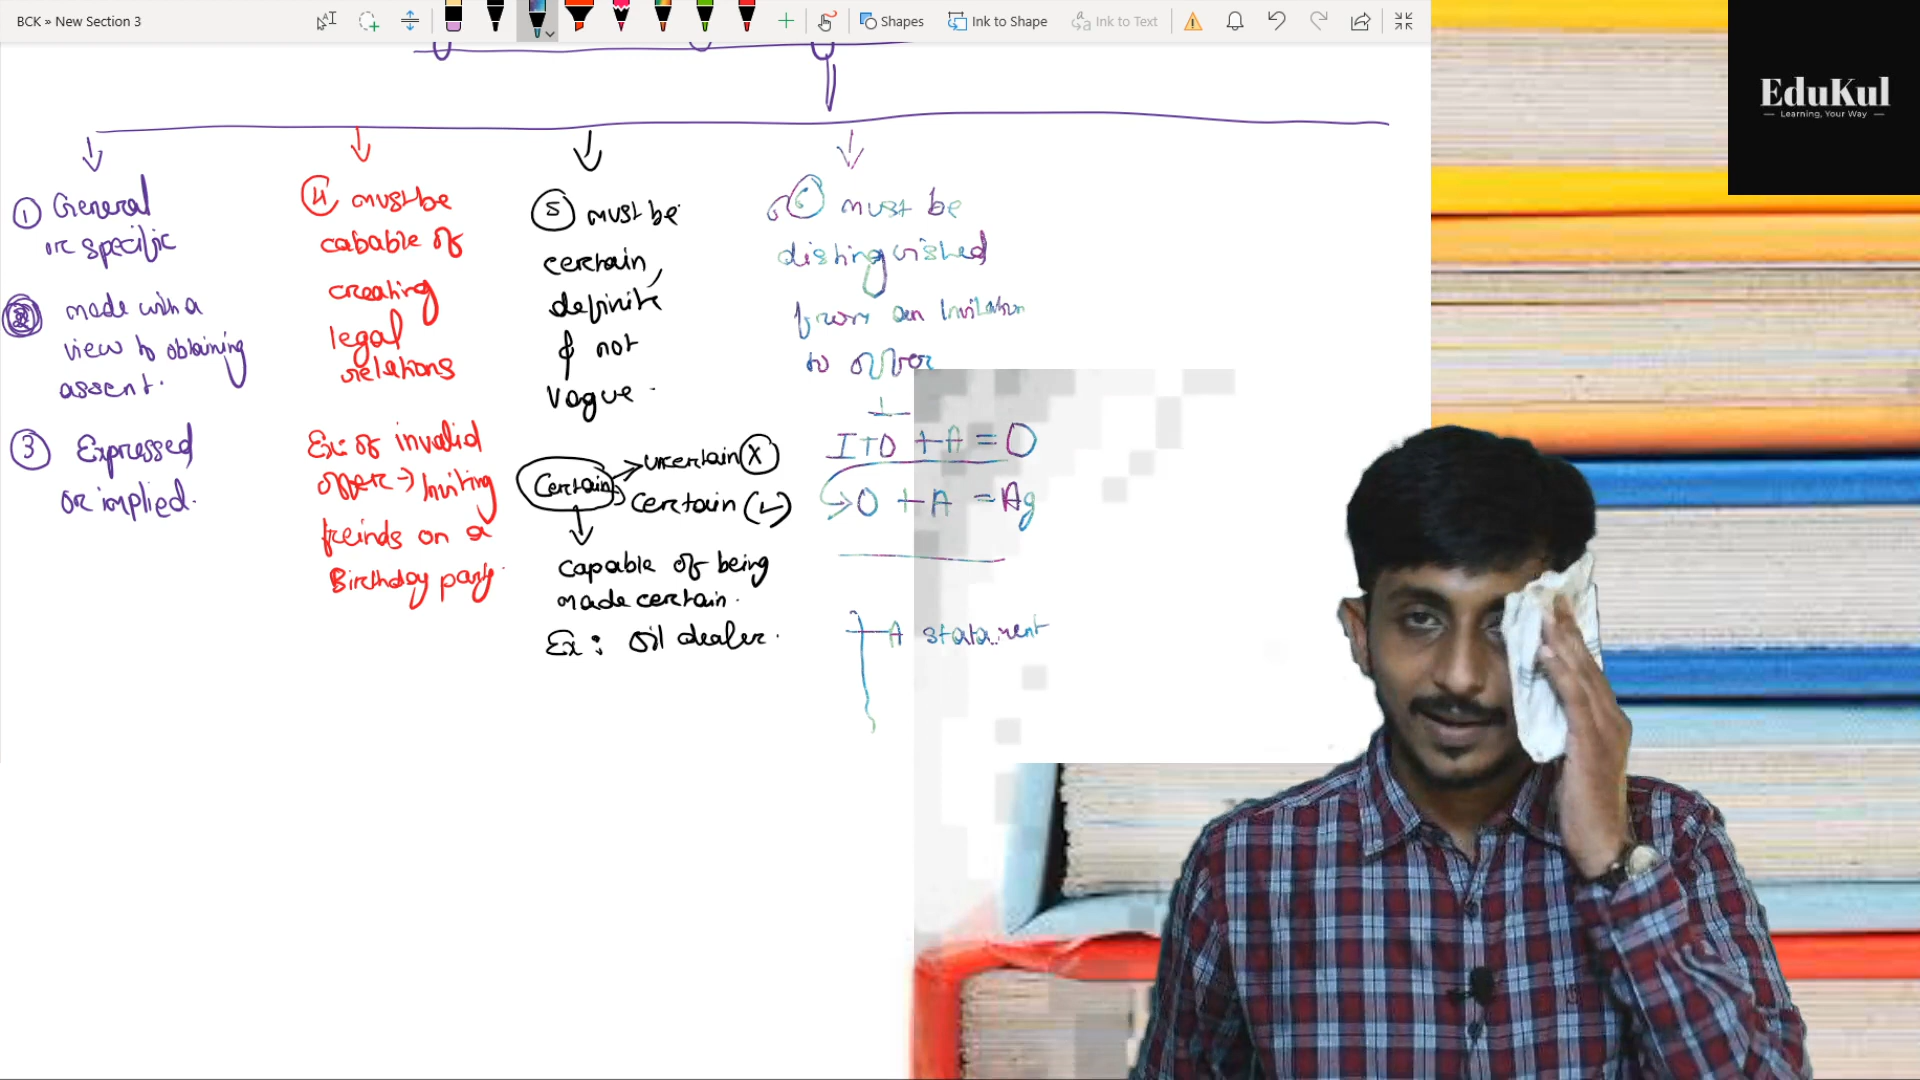 BCK » New Section 3
Shapes
Ink to Shape
Ink to Text
EduKul
— Learning, Your Way —
① General
or specific
② made with a
view to obtaining
assent.
③ Expressed
or implied.
④ must be
cabable of
creating
legal
relations
Ex: of invalid
offer → Inviting
freinds on a
Birthday party.
⑤ must be
certain,
definite
& not
vague.
Certain → uncertain (X)
certain (✓)
capable of being
made certain.
Ex: oil dealer.
⑥ must be
distinguished
from an Invitation
to offer
ITO + A = O
→ O + A = Ag
A statement